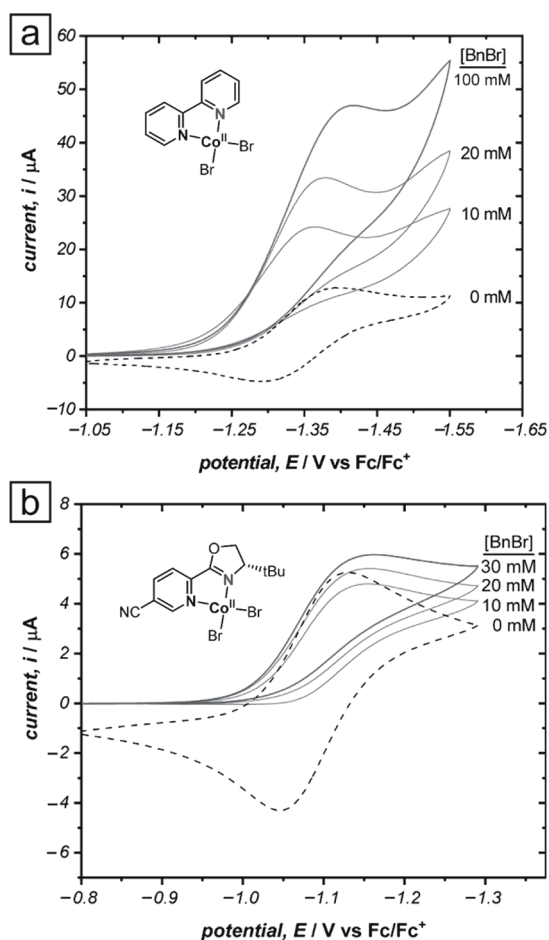 a
60
50
40
30
20
10
0
−10
current, i / µA
N
N
Co^II
Br
Br
[BnBr]
100 mM
20 mM
10 mM
0 mM
−1.05 −1.15 −1.25 −1.35 −1.45 −1.55 −1.65
potential, E / V vs Fc/Fc⁺
b
8
6
4
2
0
−2
−4
−6
current, i / µA
O
tBu
N
NC
N
Co^II
Br
Br
[BnBr]
30 mM
20 mM
10 mM
0 mM
−0.8 −0.9 −1.0 −1.1 −1.2 −1.3
potential, E / V vs Fc/Fc⁺